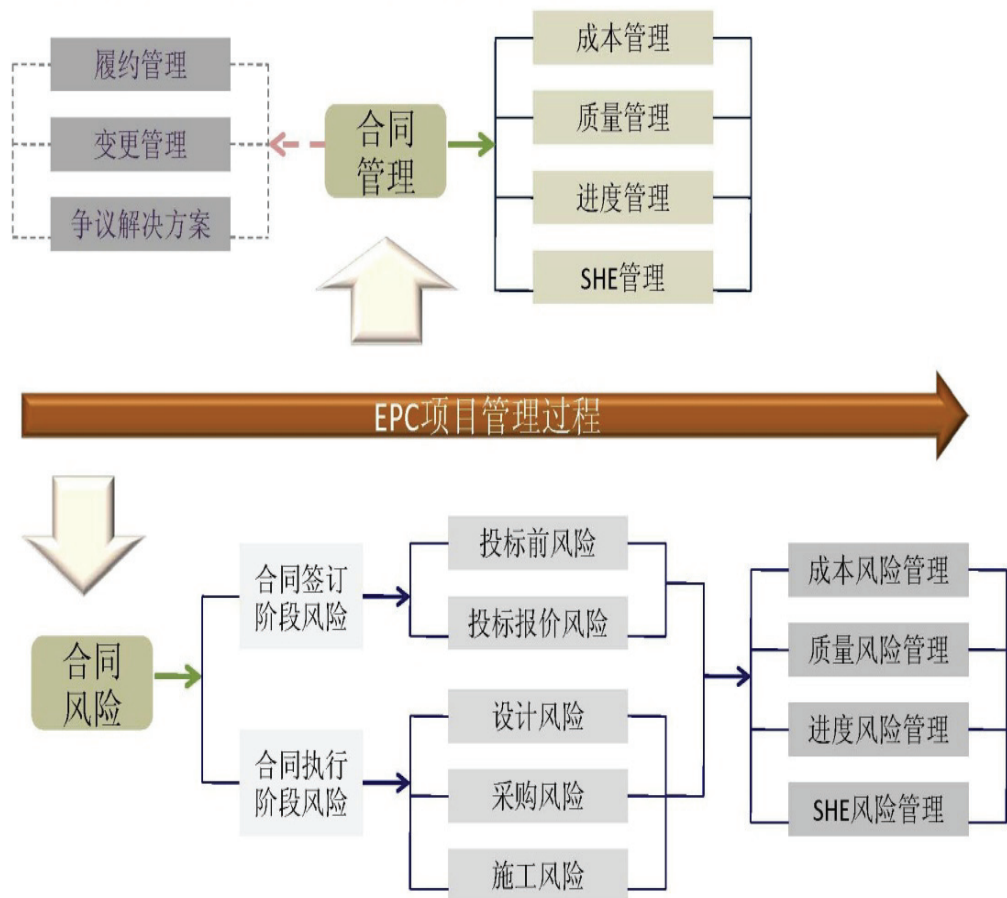 履约管理
变更管理
争议解决方案
合同
管理
成本管理
质量管理
进度管理
SHE管理
EPC项目管理过程
合同
风险
合同签订
阶段风险
合同执行
阶段风险
投标前风险
投标报价风险
设计风险
采购风险
施工风险
成本风险管理
质量风险管理
进度风险管理
SHE风险管理